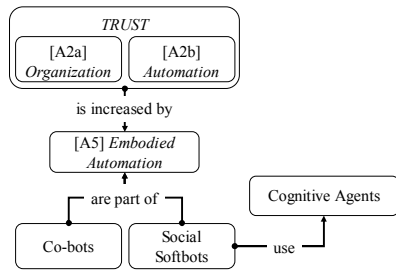 TRUST
[A2a]
Organization
[A2b]
Automation
is increased by
[A5] Embodied
Automation
are part of
Cognitive Agents
Co-bots
Social
Softbots
use